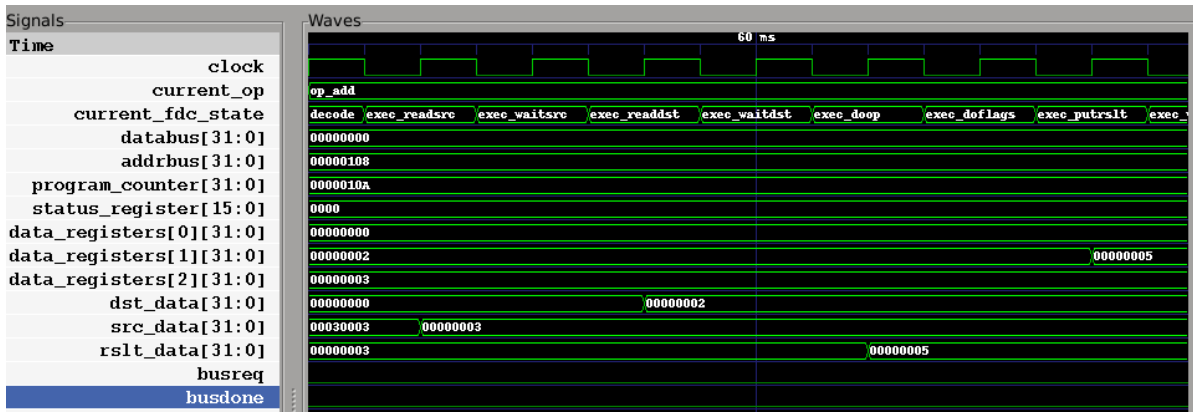 Signals Waves
Time 60 ms
clock
current_op op_add
current_fdc_state decode exec_readsrc exec_waitsrc exec_readdst exec_waitdst exec_doop exec_doflags exec_putrslt exec_
databus[31:0] 00000000
addrbus[31:0] 00000108
program_counter[31:0] 0000010A
status_register[15:0] 0000
data_registers[0][31:0] 00000000
data_registers[1][31:0] 00000002 00000005
data_registers[2][31:0] 00000003
dst_data[31:0] 00000000 00000002
src_data[31:0] 00030003 00000003
rslt_data[31:0] 00000003 00000005
busreq
busdone